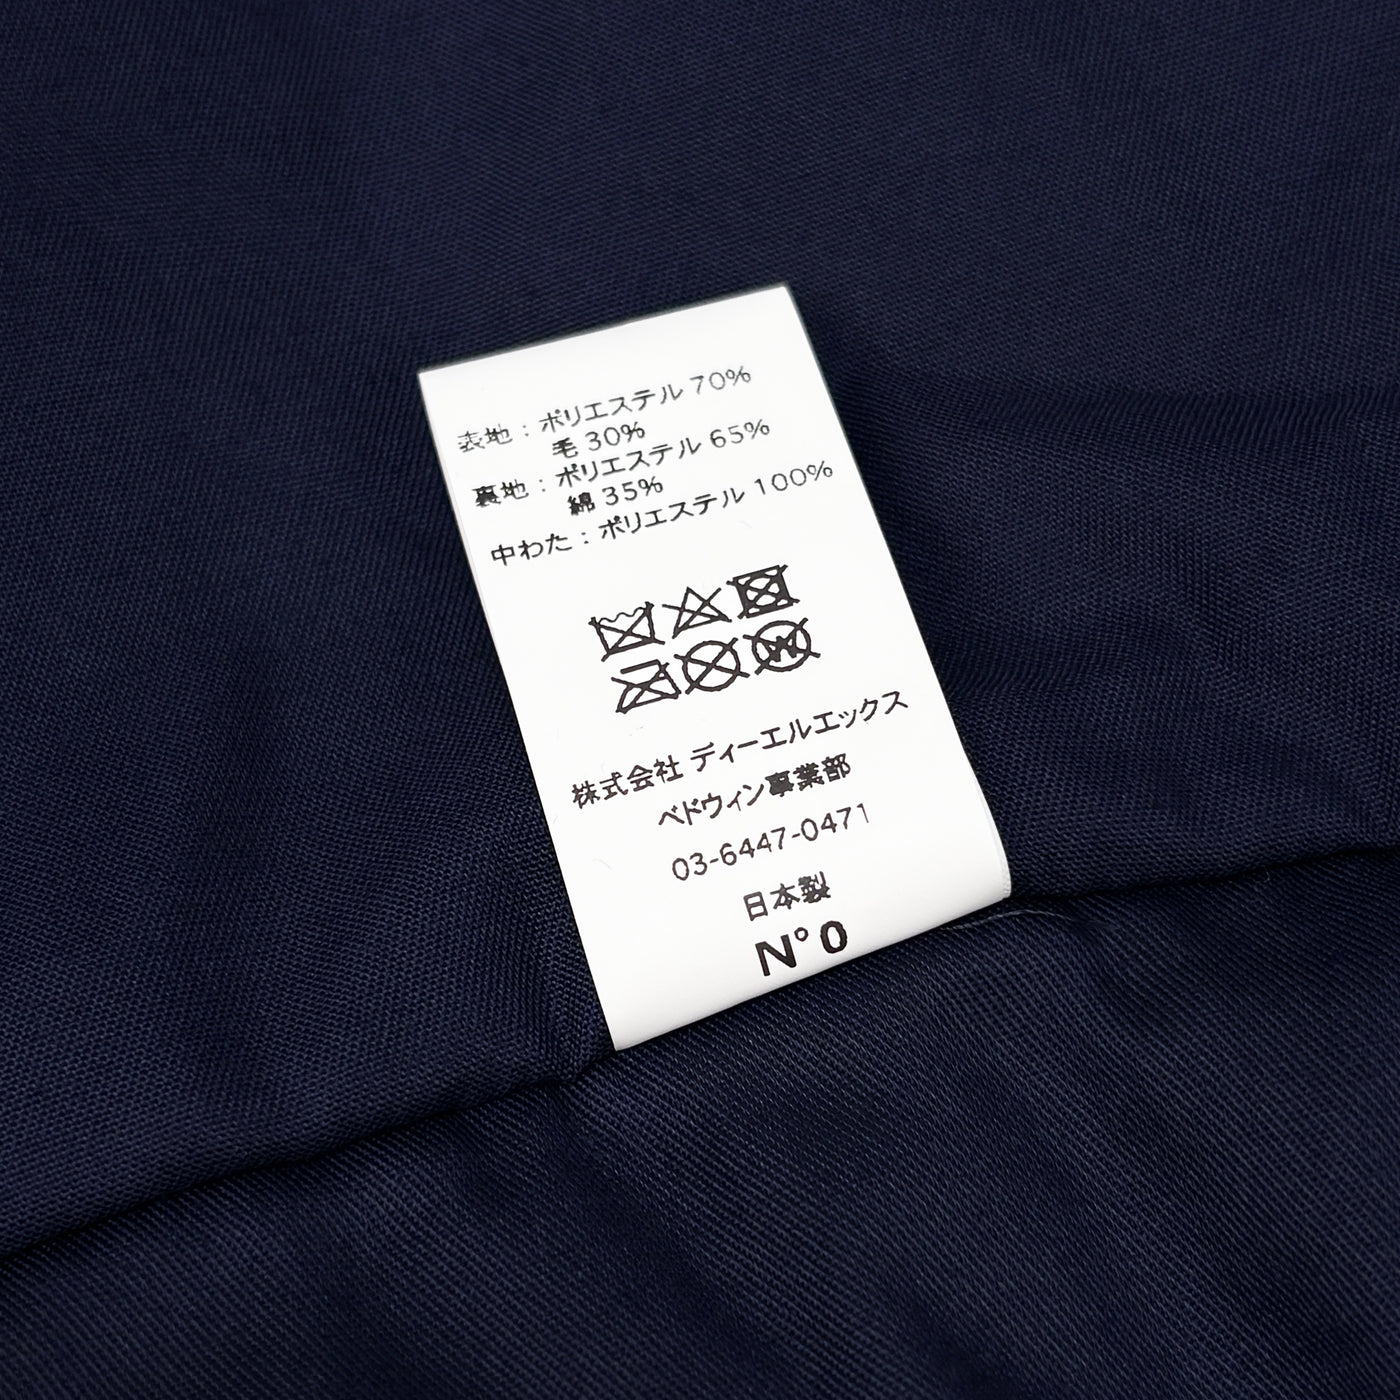 表地：ポリエステル 70%
毛 30%
裏地：ポリエステル 65%
綿 35%
中わた：ポリエステル 100%
W
株式会社 ディーエルエックス
ベドウィン事業部
03-6447-0471
日本製
N° 0